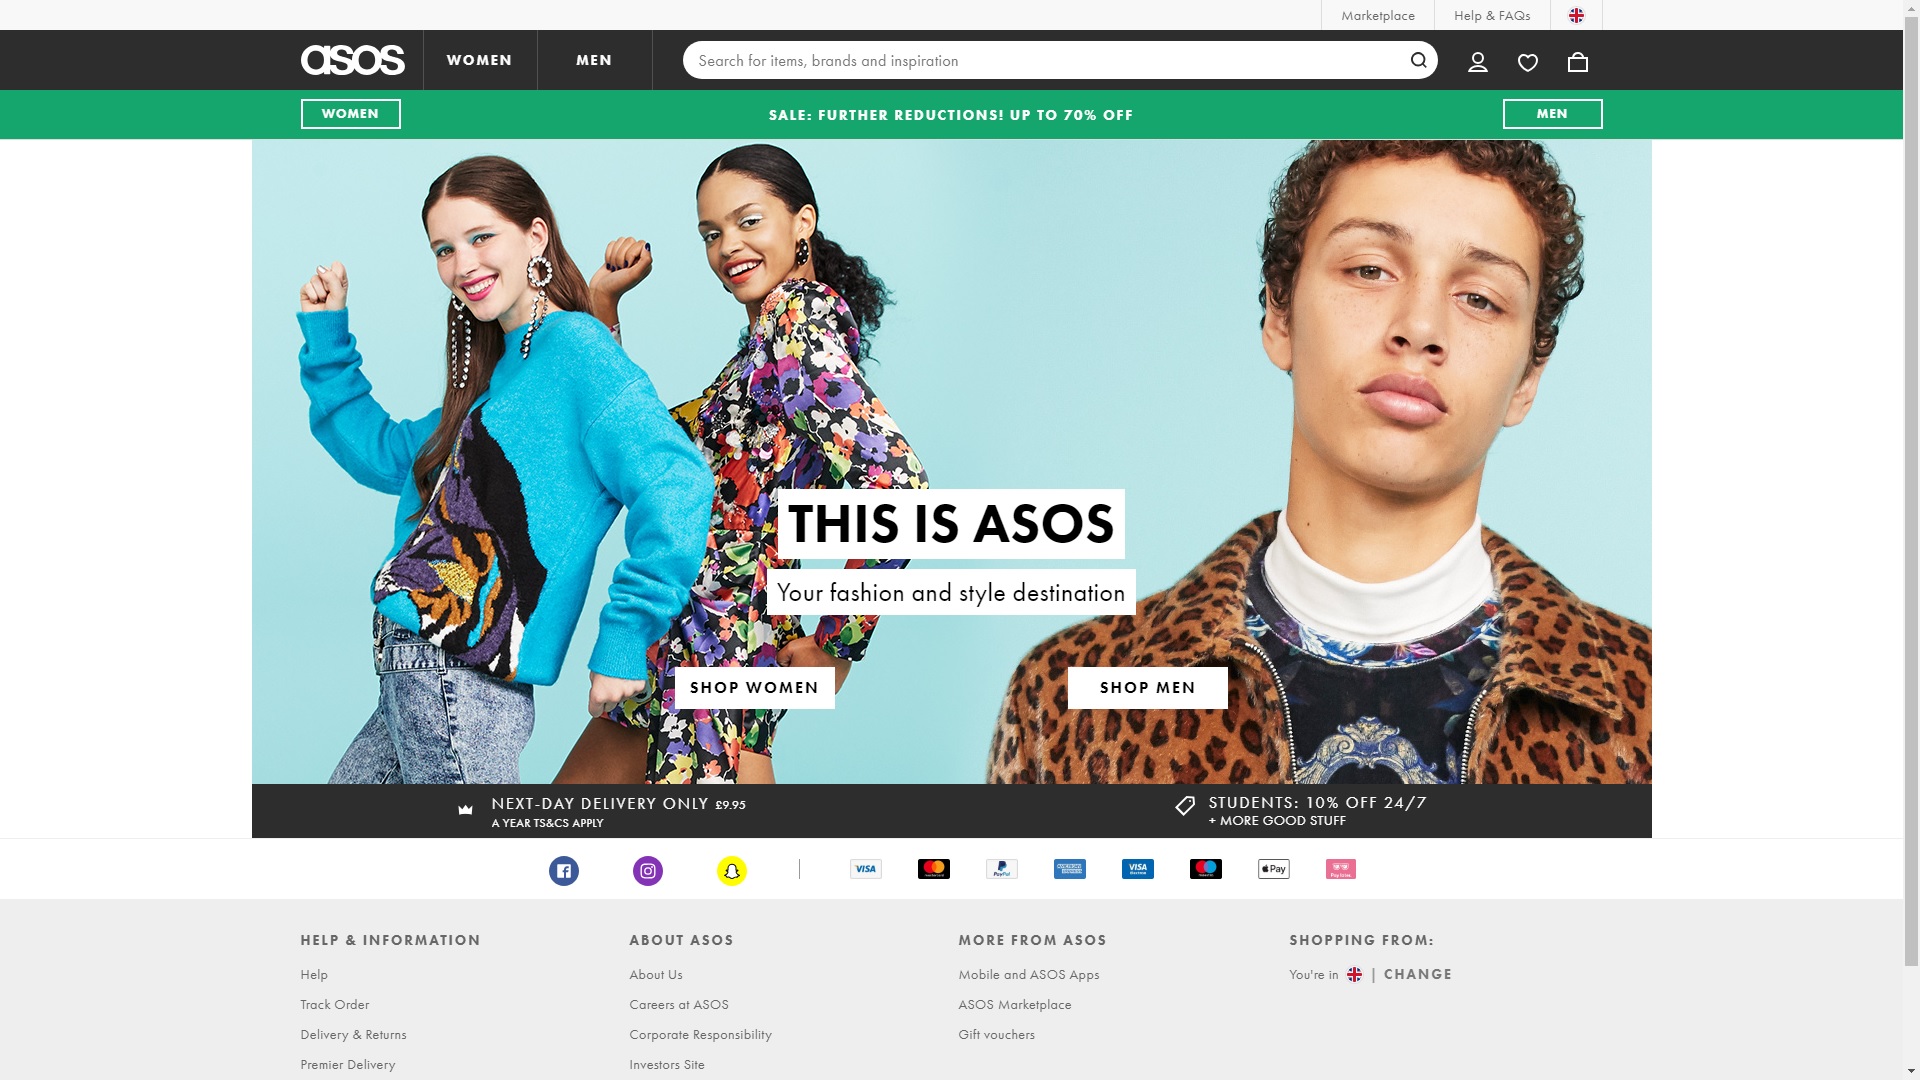 Marketplace
Help & FAQs
asos
WOMEN
MEN
Search for items, brands and inspiration
WOMEN
SALE: FURTHER REDUCTIONS! UP TO 70% OFF
MEN
THIS IS ASOS
Your fashion and style destination
SHOP WOMEN
SHOP MEN
NEXT-DAY DELIVERY ONLY £9.95
A YEAR TS&CS APPLY
STUDENTS: 10% OFF 24/7
+ MORE GOOD STUFF
VISA
PayPal
VISA
Pay
HELP & INFORMATION
Help
Track Order
Delivery & Returns
Premier Delivery
ABOUT ASOS
About Us
Careers at ASOS
Corporate Responsibility
Investors Site
MORE FROM ASOS
Mobile and ASOS Apps
ASOS Marketplace
Gift vouchers
SHOPPING FROM:
You're in | CHANGE